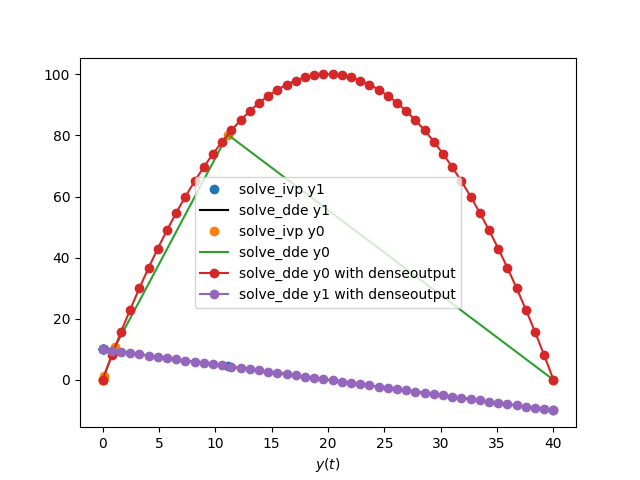 100
80
60
40
20
0
solve_ivp y1
solve_dde y1
solve_ivp y0
solve_dde y0
solve_dde y0 with denseoutput
solve_dde y1 with denseoutput
0 5 10 15 20 25 30 35 40
y(t)